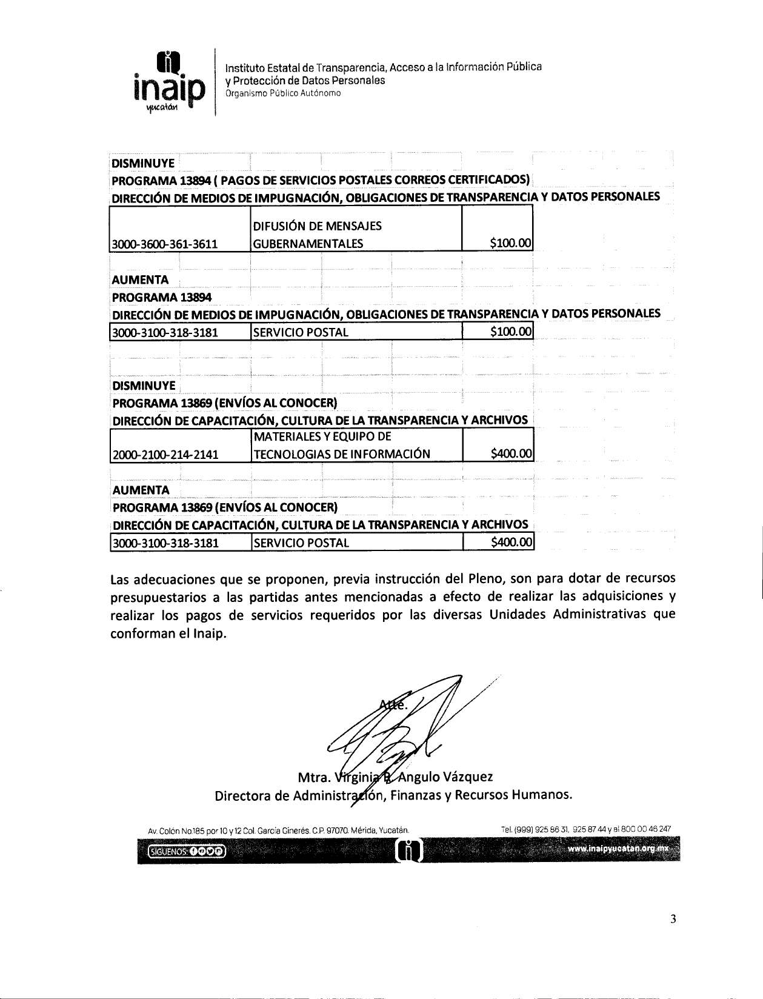 inaip
yucatán
Instituto Estatal de Transparencia, Acceso a la Información Pública
y Protección de Datos Personales
Organismo Público Autónomo
DISMINUYE
PROGRAMA 13894 ( PAGOS DE SERVICIOS POSTALES CORREOS CERTIFICADOS)
DIRECCIÓN DE MEDIOS DE IMPUGNACIÓN, OBLIGACIONES DE TRANSPARENCIA Y DATOS PERSONALES
DIFUSIÓN DE MENSAJES
3000-3600-361-3611 GUBERNAMENTALES $100.00
AUMENTA
PROGRAMA 13894
DIRECCIÓN DE MEDIOS DE IMPUGNACIÓN, OBLIGACIONES DE TRANSPARENCIA Y DATOS PERSONALES
3000-3100-318-3181 SERVICIO POSTAL $100.00
DISMINUYE
PROGRAMA 13869 (ENVÍOS AL CONOCER)
DIRECCIÓN DE CAPACITACIÓN, CULTURA DE LA TRANSPARENCIA Y ARCHIVOS
MATERIALES Y EQUIPO DE
2000-2100-214-2141 TECNOLOGIAS DE INFORMACIÓN $400.00
AUMENTA
PROGRAMA 13869 (ENVÍOS AL CONOCER)
DIRECCIÓN DE CAPACITACIÓN, CULTURA DE LA TRANSPARENCIA Y ARCHIVOS
3000-3100-318-3181 SERVICIO POSTAL $400.00
Las adecuaciones que se proponen, previa instrucción del Pleno, son para dotar de recursos
presupuestarios a las partidas antes mencionadas a efecto de realizar las adquisiciones y
realizar los pagos de servicios requeridos por las diversas Unidades Administrativas que
conforman el Inaip.
Atte.
Mtra. Virginia R. Angulo Vázquez
Directora de Administración, Finanzas y Recursos Humanos.
Av. Colón No.185 por 10 y 12 Col. García Ginerés. C.P. 97070. Mérida, Yucatán.
Tel. (999) 925 86 31, 925 87 44 y al 800 00 46 247
SÍGUENOS:
www.inaipyucatan.org.mx
3